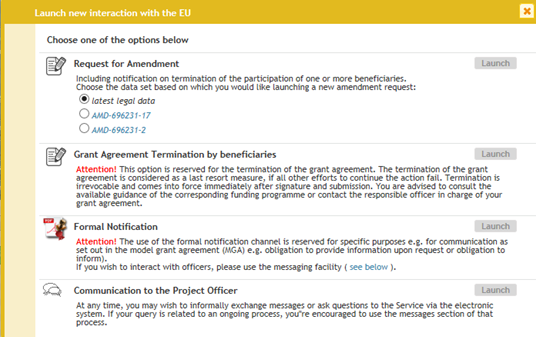 Launch new interaction with the EU
Choose one of the options below
Request for Amendment
Launch
Including notification on termination of the participation of one or more beneficiaries.
Choose the data set based on which you would like launching a new amendment request:
latest legal data
AMD-696231-17
AMD-696231-2
Grant Agreement Termination by beneficiaries
Launch
Attention! This option is reserved for the termination of the grant agreement. The termination of the grant
agreement is considered as a last resort measure, if all other efforts to continue the action fail. Termination is
irrevocable and comes into force immediately after signature and submission. You are advised to consult the
available guidance of the corresponding funding programme or contact the responsible officer in charge of your
grant agreement.
PDF
Formal Notification
Launch
Attention! The use of the formal notification channel is reserved for specific purposes e.g. for communication as
set out in the model grant agreement (MGA) e.g. obligation to provide information upon request or obligation to
inform).
If you wish to interact with officers, please use the messaging facility ( see below ).
Communication to the Project Officer
Launch
At any time, you may wish to informally exchange messages or ask questions to the Service via the electronic
system. If your query is related to an ongoing process, you"re encouraged to use the messages section of that
process.